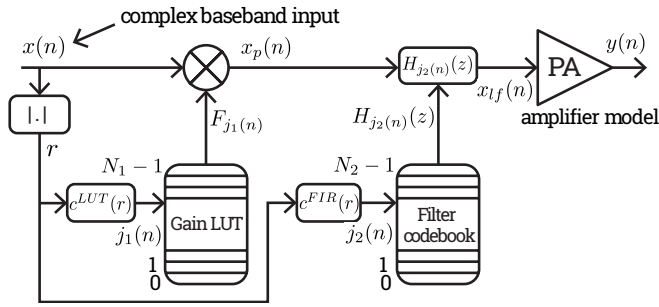 complex baseband input
x(n)
x_p(n)
H_{j_2(n)}(z)
y(n)
PA
x_{lf}(n)
amplifier model
|.|
F_{j_1(n)}
H_{j_2(n)}(z)
r
N_1 − 1
N_2 − 1
c^{LUT}(r)
j_1(n)
Gain LUT
c^{FIR}(r)
j_2(n)
Filter
codebook
1
0
1
0